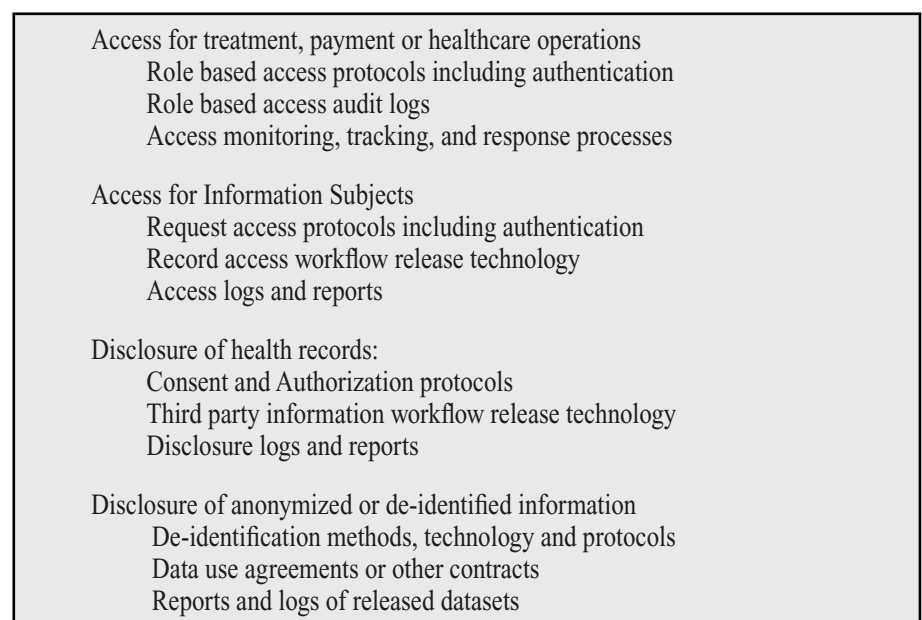 Access for treatment, payment or healthcare operations
Role based access protocols including authentication
Role based access audit logs
Access monitoring, tracking, and response processes
Access for Information Subjects
Request access protocols including authentication
Record access workflow release technology
Access logs and reports
Disclosure of health records:
Consent and Authorization protocols
Third party information workflow release technology
Disclosure logs and reports
Disclosure of anonymized or de-identified information
De-identification methods, technology and protocols
Data use agreements or other contracts
Reports and logs of released datasets